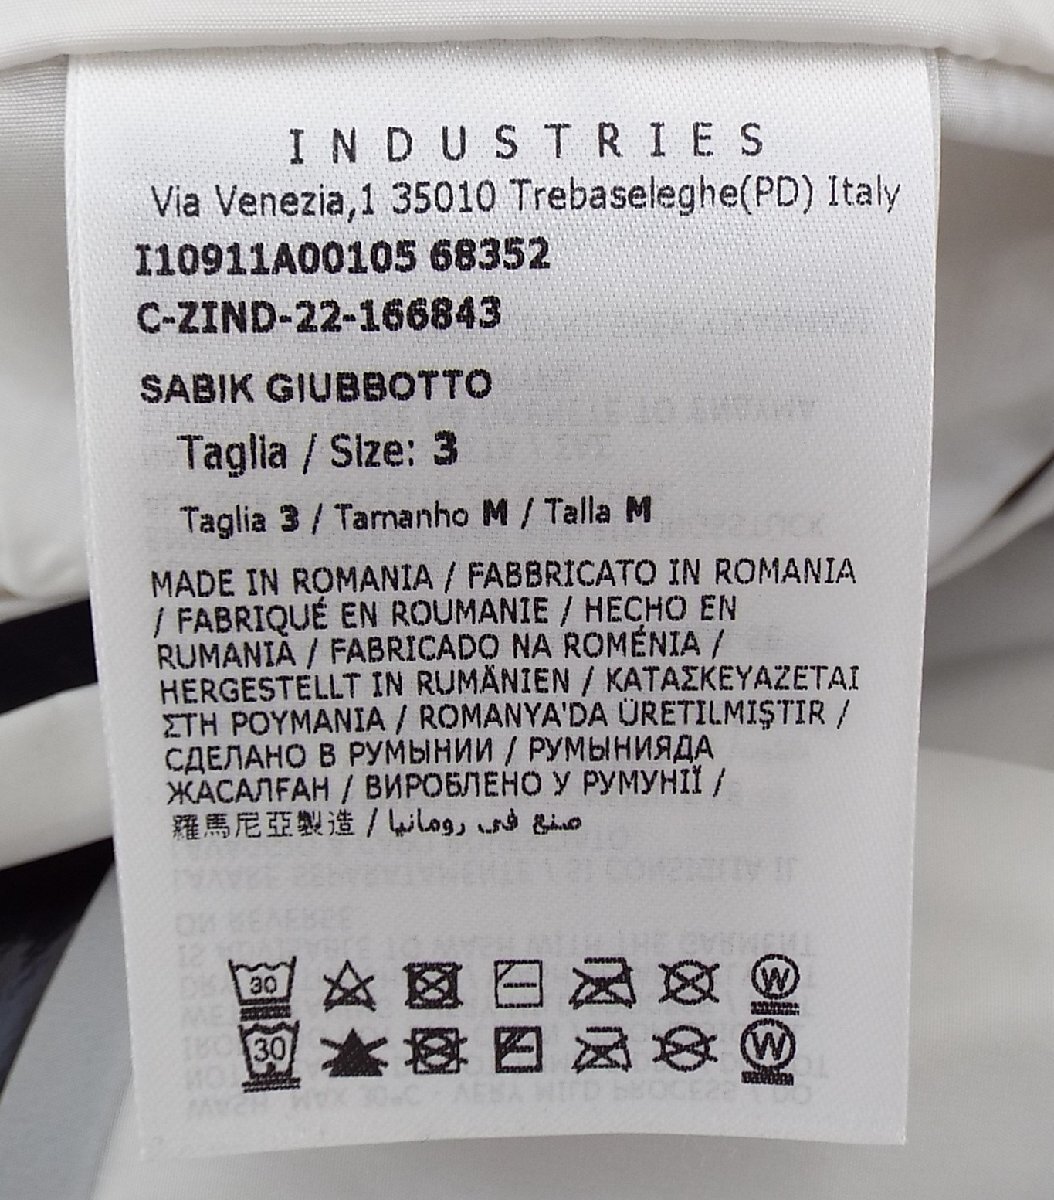 INDUSTRIES
Via Venezia,1 35010 Trebaseleghe(PD) Italy
I10911A00105 68352
C-ZIND-22-166843
SABIK GIUBBOTTO
Taglia / Size: 3
Taglia 3 / Tamanho M / Talla M
MADE IN ROMANIA / FABBRICATO IN ROMANIA
/ FABRIQUÉ EN ROUMANIE / HECHO EN
RUMANIA / FABRICADO NA ROMÉNIA /
HERGESTELLT IN RUMÄNIEN / ΚΑΤΑΣΚΕΥΑΖΕΤΑΙ
ΣΤΗ ΡΟΥΜΑΝΙΑ / ROMANYA'DA ÜRETILMIŞTIR /
СДЕЛАНО В РУМЫНИИ / РУМЫНИЯДА
ЖАСАЛҒАН / ВИРОБЛЕНО У РУМУНІЇ /
羅馬尼亞製造 / صنع في رومانيا
30 W
30 W